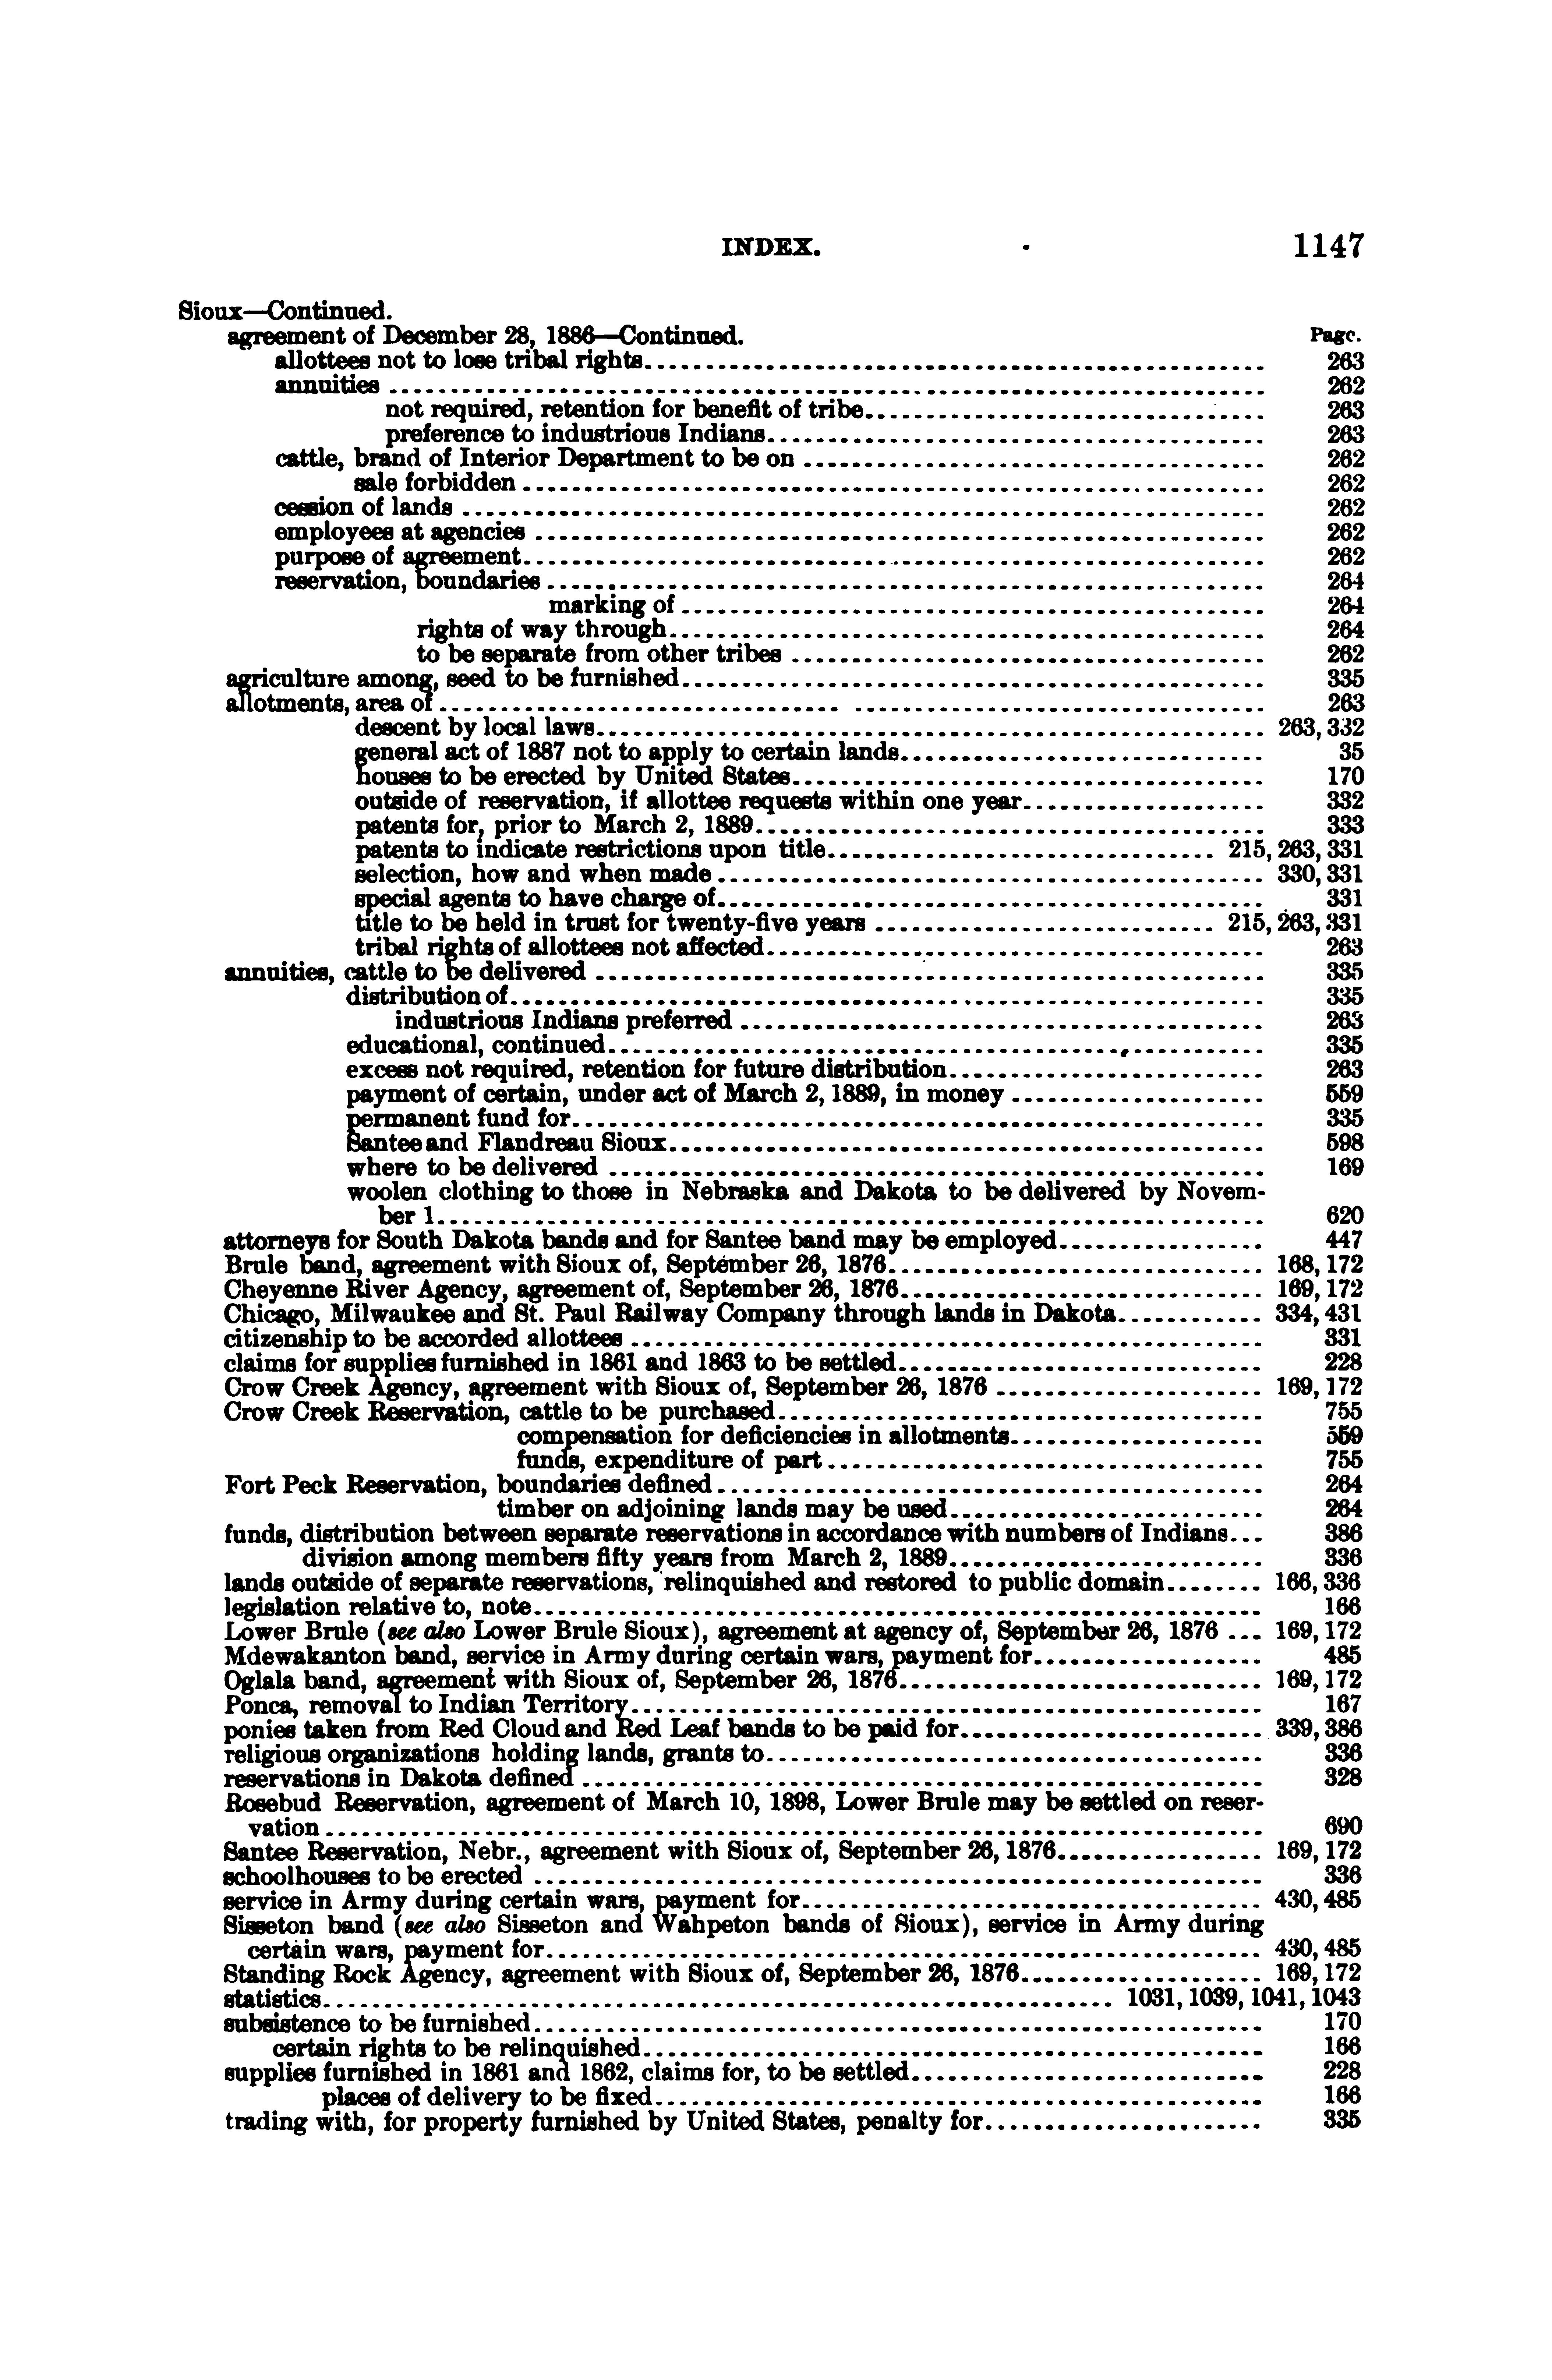 INDEX. 1147
Sioux—Continued.
agreement of December 28, 1886—Continued. Page.
allottees not to lose tribal rights 263
annuities 262
not required, retention for benefit of tribe 263
preference to industrious Indians 263
cattle, brand of Interior Department to be on 262
sale forbidden 262
cession of lands 262
employees at agencies 262
purpose of agreement 262
reservation, boundaries 264
marking of 264
rights of way through 264
to be separate from other tribes 262
agriculture among, seed to be furnished 335
allotments, area of 263
descent by local laws 263, 332
general act of 1887 not to apply to certain lands 35
houses to be erected by United States 170
outside of reservation, if allottee requests within one year 332
patents for, prior to March 2, 1889 333
patents to indicate restrictions upon title 215, 263, 331
selection, how and when made 330, 331
special agents to have charge of 331
title to be held in trust for twenty-five years 215, 263, 331
tribal rights of allottees not affected 263
annuities, cattle to be delivered 335
distribution of 335
industrious Indians preferred 263
educational, continued 335
excess not required, retention for future distribution 263
payment of certain, under act of March 2, 1889, in money 559
permanent fund for 335
Santee and Flandreau Sioux 598
where to be delivered 169
woolen clothing to those in Nebraska and Dakota to be delivered by Novem-
ber 1 620
attorneys for South Dakota bands and for Santee band may be employed 447
Brule band, agreement with Sioux of, September 26, 1876 168, 172
Cheyenne River Agency, agreement of, September 26, 1876 169, 172
Chicago, Milwaukee and St. Paul Railway Company through lands in Dakota 334, 431
citizenship to be accorded allottees 331
claims for supplies furnished in 1861 and 1863 to be settled 228
Crow Creek Agency, agreement with Sioux of, September 26, 1876 169, 172
Crow Creek Reservation, cattle to be purchased 755
compensation for deficiencies in allotments 559
funds, expenditure of part 755
Fort Peck Reservation, boundaries defined 264
timber on adjoining lands may be used 264
funds, distribution between separate reservations in accordance with numbers of Indians 386
division among members fifty years from March 2, 1889 336
lands outside of separate reservations, relinquished and restored to public domain 166, 336
legislation relative to, note 166
Lower Brule (see also Lower Brule Sioux), agreement at agency of, September 26, 1876 169, 172
Mdewakanton band, service in Army during certain wars, payment for 485
Oglala band, agreement with Sioux of, September 26, 1876 169, 172
Ponca, removal to Indian Territory 167
ponies taken from Red Cloud and Red Leaf bands to be paid for 339, 386
religious organizations holding lands, grants to 336
reservations in Dakota defined 328
Rosebud Reservation, agreement of March 10, 1898, Lower Brule may be settled on reser-
vation 690
Santee Reservation, Nebr., agreement with Sioux of, September 26, 1876 169, 172
schoolhouses to be erected 336
service in Army during certain wars, payment for 430, 485
Sisseton band (see also Sisseton and Wahpeton bands of Sioux), service in Army during
certain wars, payment for 430, 485
Standing Rock Agency, agreement with Sioux of, September 26, 1876 169, 172
statistics 1031, 1039, 1041, 1043
subsistence to be furnished 170
certain rights to be relinquished 166
supplies furnished in 1861 and 1862, claims for, to be settled 228
places of delivery to be fixed 166
trading with, for property furnished by United States, penalty for 335